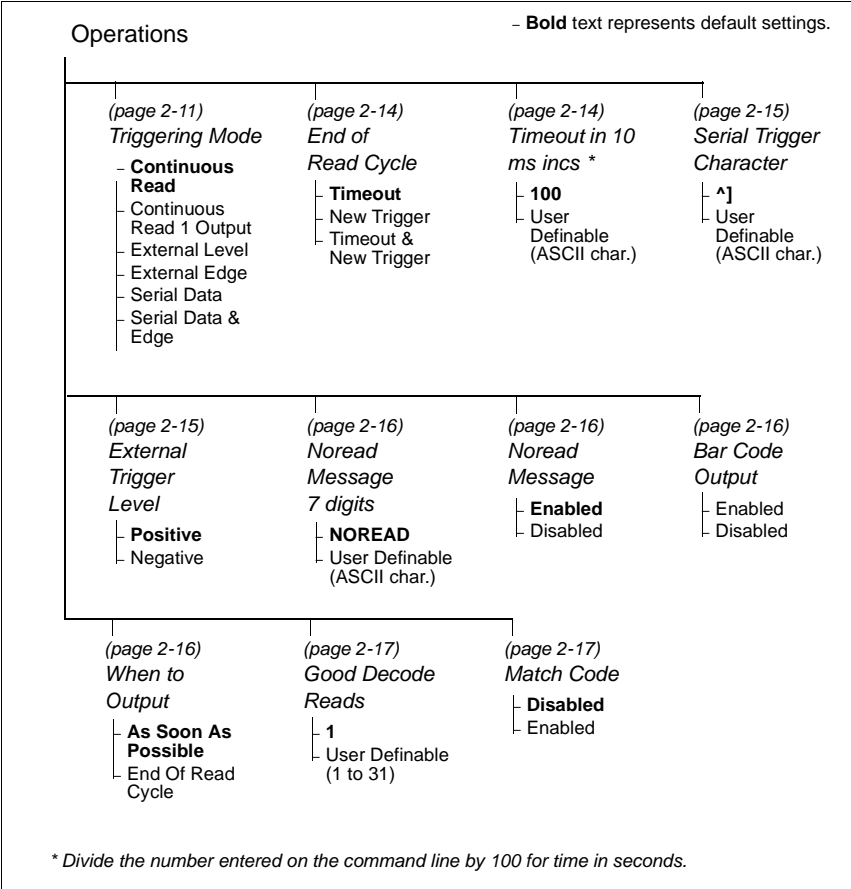 Operations
– Bold text represents default settings.
(page 2-11)
Triggering Mode
Continuous
Read
Continuous
Read 1 Output
External Level
External Edge
Serial Data
Serial Data &
Edge
(page 2-14)
End of
Read Cycle
Timeout
New Trigger
Timeout &
New Trigger
(page 2-14)
Timeout in 10
ms incs *
100
User
Definable
(ASCII char.)
(page 2-15)
Serial Trigger
Character
^]
User
Definable
(ASCII char.)
(page 2-15)
External
Trigger
Level
Positive
Negative
(page 2-16)
Noread
Message
7 digits
NOREAD
User Definable
(ASCII char.)
(page 2-16)
Noread
Message
Enabled
Disabled
(page 2-16)
Bar Code
Output
Enabled
Disabled
(page 2-16)
When to
Output
As Soon As
Possible
End Of Read
Cycle
(page 2-17)
Good Decode
Reads
1
User Definable
(1 to 31)
(page 2-17)
Match Code
Disabled
Enabled
* Divide the number entered on the command line by 100 for time in seconds.